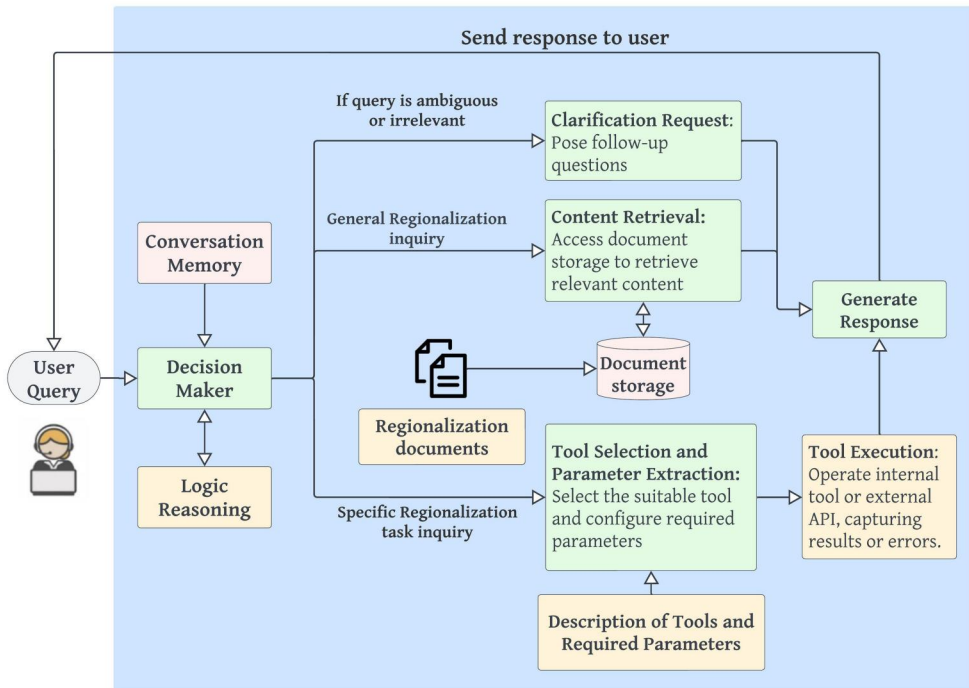 Send response to user
If query is ambiguous
or irrelevant
Clarification Request:
Pose follow-up
questions
General Regionalization
inquiry
Content Retrieval:
Access document
storage to retrieve
relevant content
Conversation
Memory
Generate
Response
User
Query
Decision
Maker
Document
storage
Regionalization
documents
Logic
Reasoning
Specific Regionalization
task inquiry
Tool Selection and
Parameter Extraction:
Select the suitable tool
and configure required
parameters
Tool Execution:
Operate internal
tool or external
API, capturing
results or errors.
Description of Tools and
Required Parameters